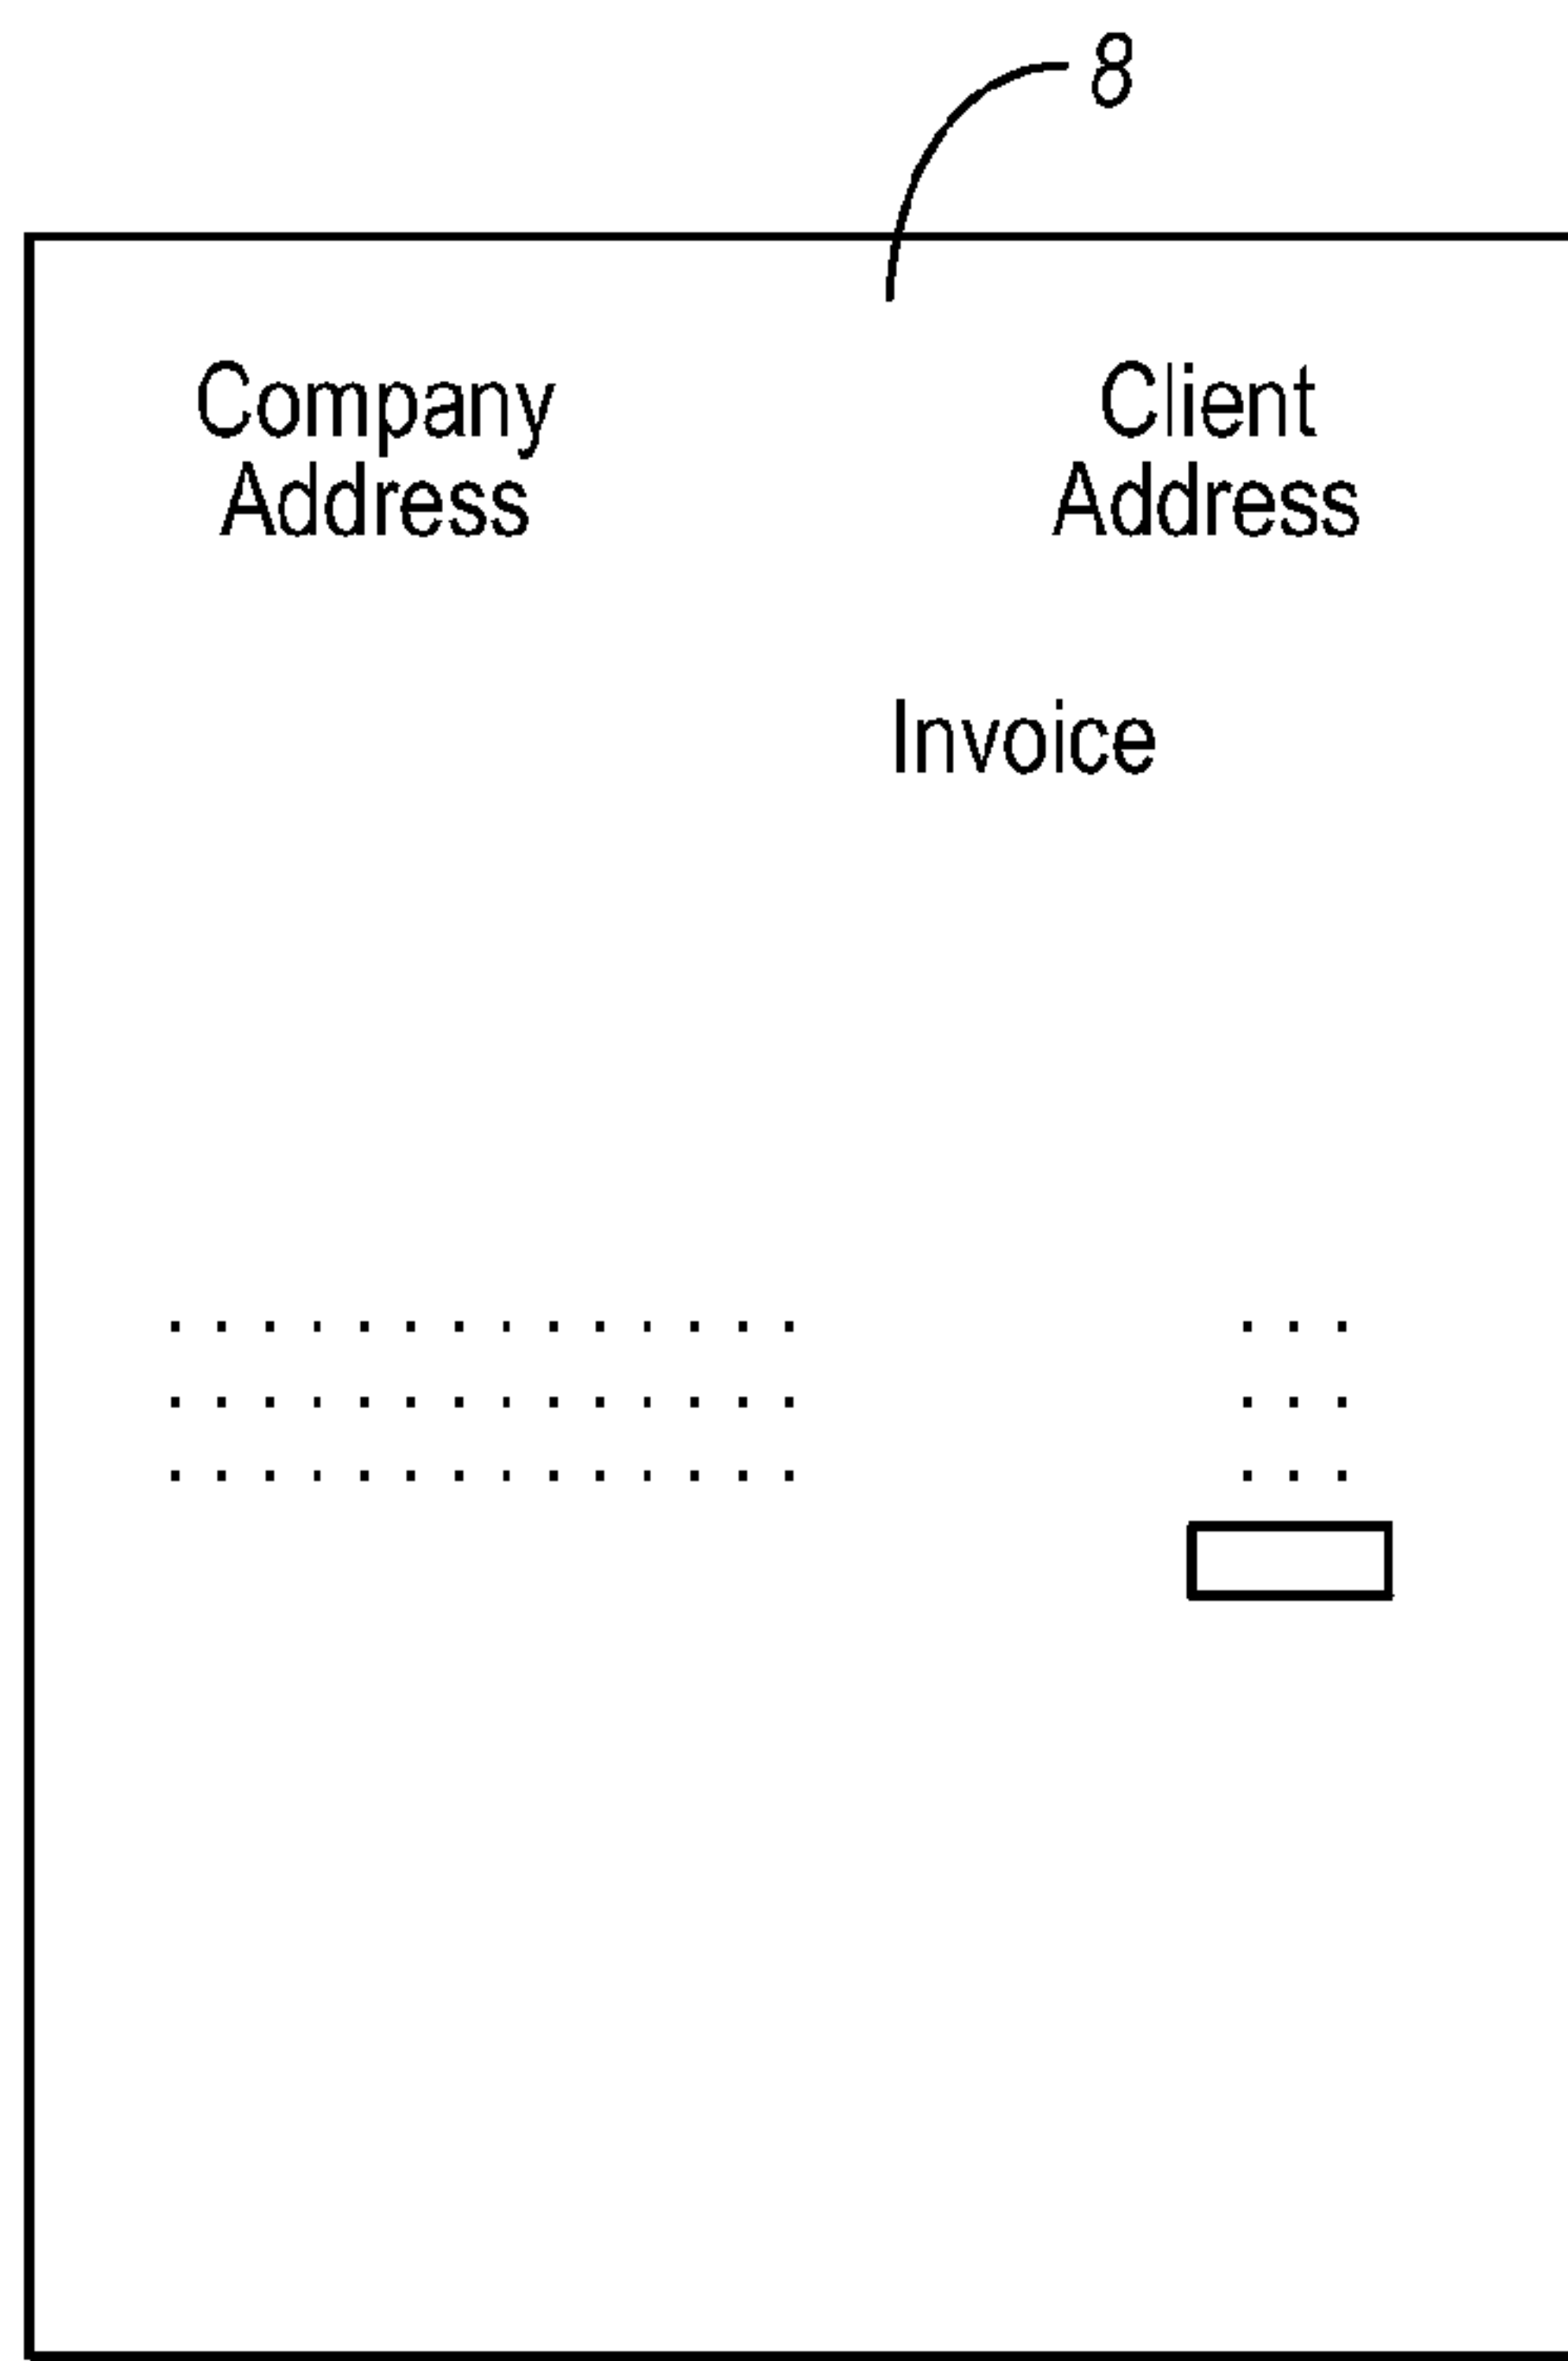 8
Company
Address
Client
Address
Invoice
. . . . . . . . . . . . . . . . .
. . . . . . . . . . . . . . . . .
. . . . . . . . . . . . . . . . .